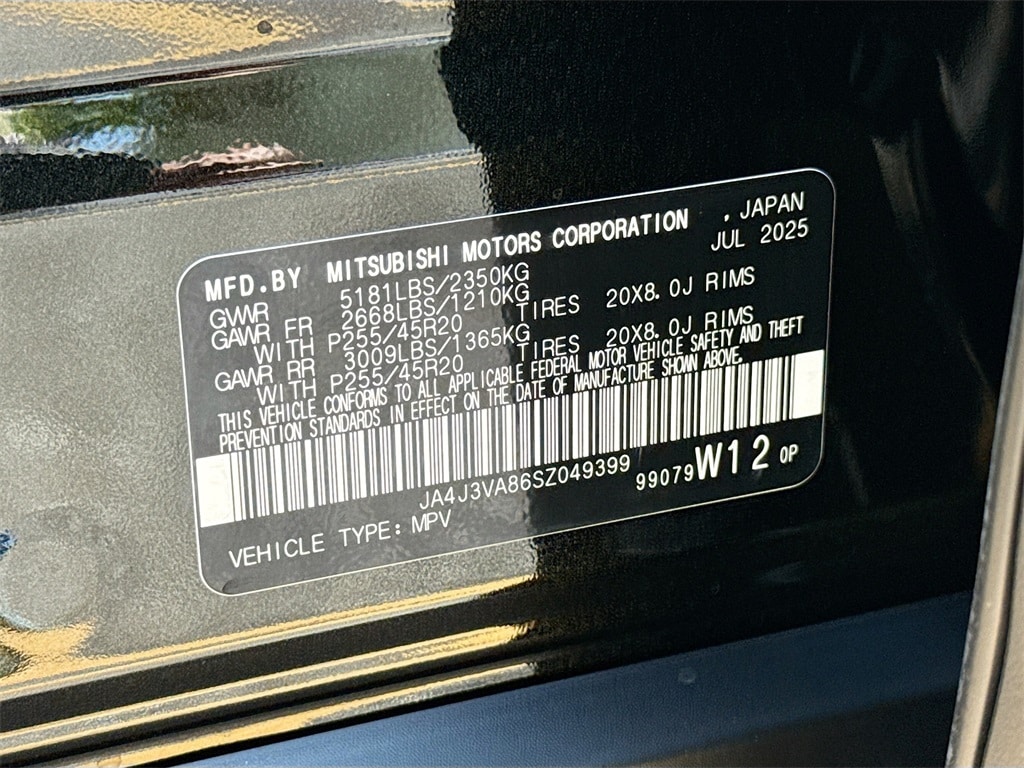 MFD.BY MITSUBISHI MOTORS CORPORATION , JAPAN
JUL 2025
GVWR 5181LBS/2350KG
GAWR FR 2668LBS/1210KG
WITH P255/45R20 TIRES 20X8.0J RIMS
GAWR RR 3009LBS/1365KG
WITH P255/45R20 TIRES 20X8.0J RIMS
THIS VEHICLE CONFORMS TO ALL APPLICABLE FEDERAL MOTOR VEHICLE SAFETY AND THEFT
PREVENTION STANDARDS IN EFFECT ON THE DATE OF MANUFACTURE SHOWN ABOVE.
JA4J3VA86SZ049399
99079 W12 OP
VEHICLE TYPE: MPV